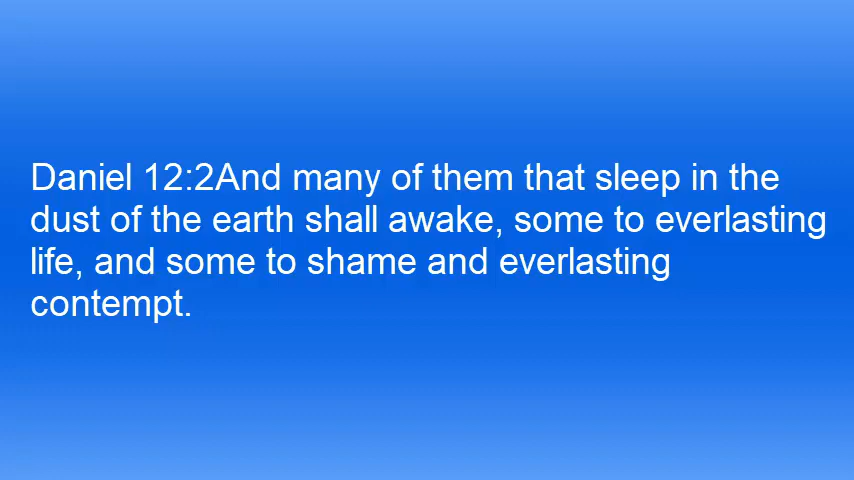 Daniel 12:2And many of them that sleep in the
dust of the earth shall awake, some to everlasting
life, and some to shame and everlasting
contempt.